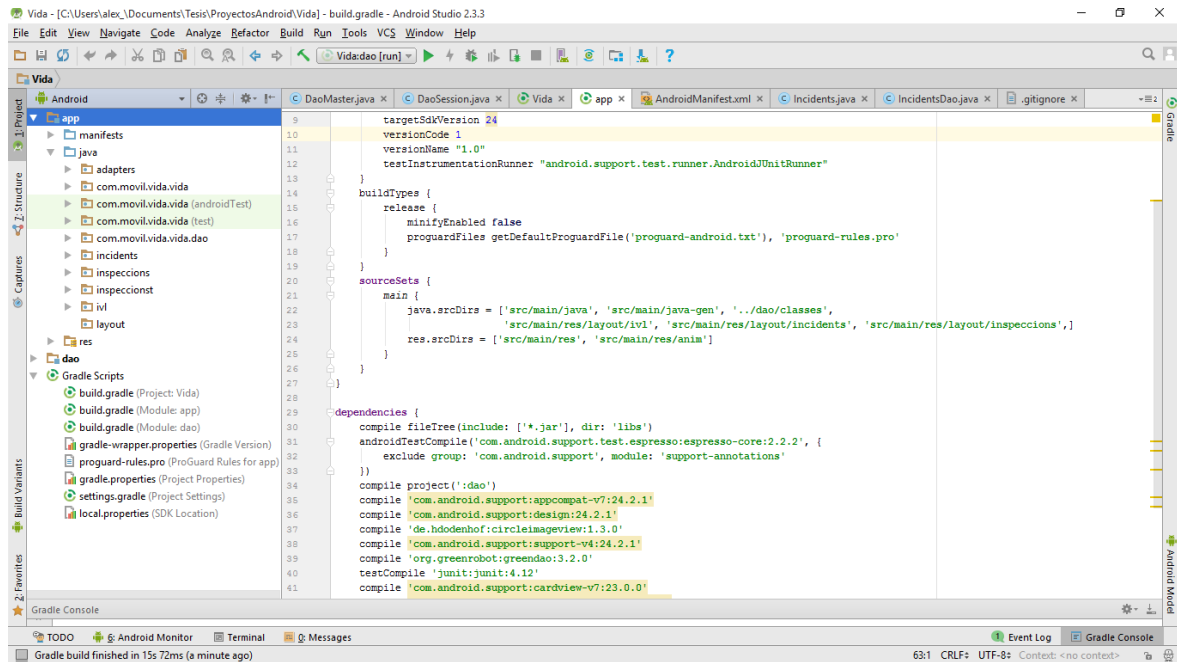 Vida - [C:\Users\alex_\Documents\Tesis\ProyectosAndroid\Vida] - build.gradle - Android Studio 2.3.3
File Edit View Navigate Code Analyze Refactor Build Run Tools VCS Window Help
Vida:dao [run]
Vida
Android
DaoMaster.java DaoSession.java Vida app AndroidManifest.xml Incidents.java IncidentsDao.java .gitignore
1: Project
Z: Structure
Captures
Build Variants
2: Favorites
app
manifests
java
adapters
com.movil.vida.vida
com.movil.vida.vida (androidTest)
com.movil.vida.vida (test)
com.movil.vida.vida.dao
incidents
inspeccions
inspeccionst
ivl
layout
res
dao
Gradle Scripts
build.gradle (Project: Vida)
build.gradle (Module: app)
build.gradle (Module: dao)
gradle-wrapper.properties (Gradle Version)
proguard-rules.pro (ProGuard Rules for app)
gradle.properties (Project Properties)
settings.gradle (Project Settings)
local.properties (SDK Location)
9 targetSdkVersion 24
10 versionCode 1
11 versionName "1.0"
12 testInstrumentationRunner "android.support.test.runner.AndroidJUnitRunner"
13 }
14 buildTypes {
15 release {
16 minifyEnabled false
17 proguardFiles getDefaultProguardFile('proguard-android.txt'), 'proguard-rules.pro'
18 }
19 }
20 sourceSets {
21 main {
22 java.srcDirs = ['src/main/java', 'src/main/java-gen', '../dao/classes',
23 'src/main/res/layout/ivl', 'src/main/res/layout/incidents', 'src/main/res/layout/inspeccions',]
24 res.srcDirs = ['src/main/res', 'src/main/res/anim']
25 }
26 }
27 }
28
29 dependencies {
30 compile fileTree(include: ['*.jar'], dir: 'libs')
31 androidTestCompile('com.android.support.test.espresso:espresso-core:2.2.2', {
32 exclude group: 'com.android.support', module: 'support-annotations'
33 })
34 compile project(':dao')
35 compile 'com.android.support:appcompat-v7:24.2.1'
36 compile 'com.android.support:design:24.2.1'
37 compile 'de.hdodenhof:circleimageview:1.3.0'
38 compile 'com.android.support:support-v4:24.2.1'
39 compile 'org.greenrobot:greendao:3.2.0'
40 testCompile 'junit:junit:4.12'
41 compile 'com.android.support:cardview-v7:23.0.0'
Gradle
Android Model
Gradle Console
TODO 6: Android Monitor Terminal 0: Messages 1 Event Log Gradle Console
Gradle build finished in 15s 72ms (a minute ago) 63:1 CRLF UTF-8 Context: <no context>